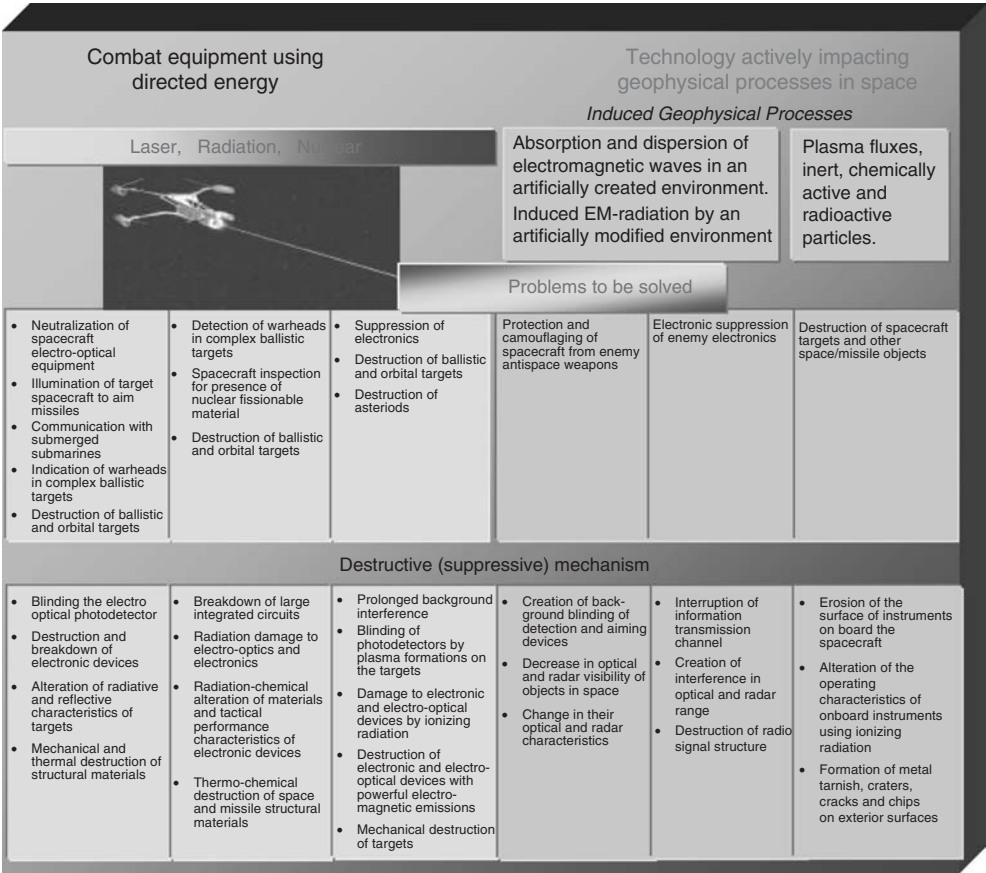 Combat equipment using
directed energy
Technology actively impacting
geophysical processes in space
Induced Geophysical Processes
Laser, Radiation, Nuclear
Absorption and dispersion of
electromagnetic waves in an
artificially created environment.
Induced EM-radiation by an
artificially modified environment
Plasma fluxes,
inert, chemically
active and
radioactive
particles.
Problems to be solved
• Neutralization of
spacecraft
electro-optical
equipment
• Illumination of target
spacecraft to aim
missiles
• Communication with
submerged
submarines
• Indication of warheads
in complex ballistic
targets
• Destruction of ballistic
and orbital targets
• Detection of warheads
in complex ballistic
targets
• Spacecraft inspection
for presence of
nuclear fissionable
material
• Destruction of ballistic
and orbital targets
• Suppression of
electronics
• Destruction of ballistic
and orbital targets
• Destruction of
asteriods
Protection and
camouflaging of
spacecraft from enemy
antispace weapons
Electronic suppression
of enemy electronics
Destruction of spacecraft
targets and other
space/missile objects
Destructive (suppressive) mechanism
• Blinding the electro
optical photodetector
• Destruction and
breakdown of
electronic devices
• Alteration of radiative
and reflective
characteristics of
targets
• Mechanical and
thermal destruction of
structural materials
• Breakdown of large
integrated circuits
• Radiation damage to
electro-optics and
electronics
• Radiation-chemical
alteration of materials
and tactical
performance
characteristics of
electronic devices
• Thermo-chemical
destruction of space
and missile structural
materials
• Prolonged background
interference
• Blinding of
photodetectors by
plasma formations on
the targets
• Damage to electronic
and electro-optical
devices by ionizing
radiation
• Destruction of
electronic and electro-
optical devices with
powerful electro-
magnetic emissions
• Mechanical destruction
of targets
• Creation of back-
ground blinding of
detection and aiming
devices
• Decrease in optical
and radar visibility of
objects in space
• Change in their
optical and radar
characteristics
• Interruption of
information
transmission
channel
• Creation of
interference in
optical and radar
range
• Destruction of radio
signal structure
• Erosion of the
surface of instruments
on board the
spacecraft
• Alteration of the
operating
characteristics of
onboard instruments
using ionizing
radiation
• Formation of metal
tarnish, craters,
cracks and chips
on exterior surfaces